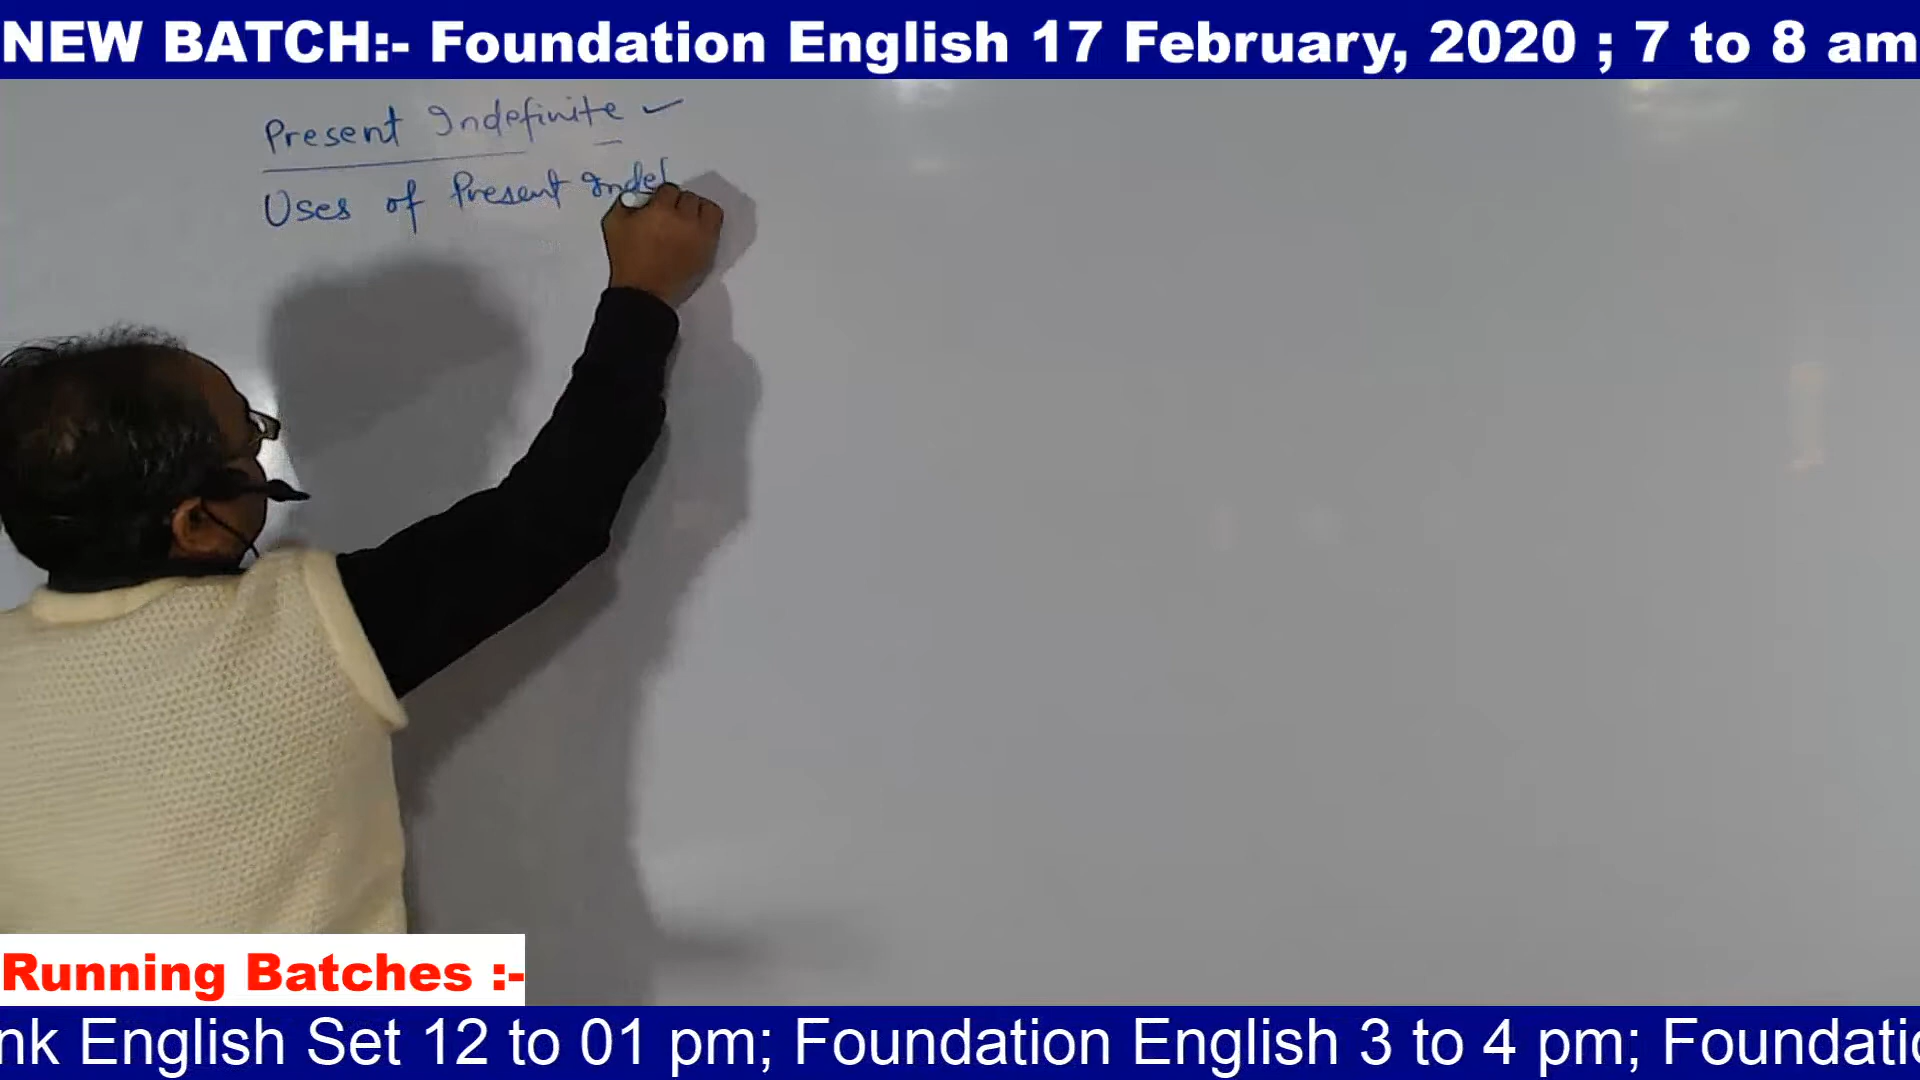 NEW BATCH:- Foundation English 17 February, 2020 ; 7 to 8 am
Present Indefinite
Uses of Present Indef
Running Batches :-
nk English Set 12 to 01 pm; Foundation English 3 to 4 pm; Foundatio